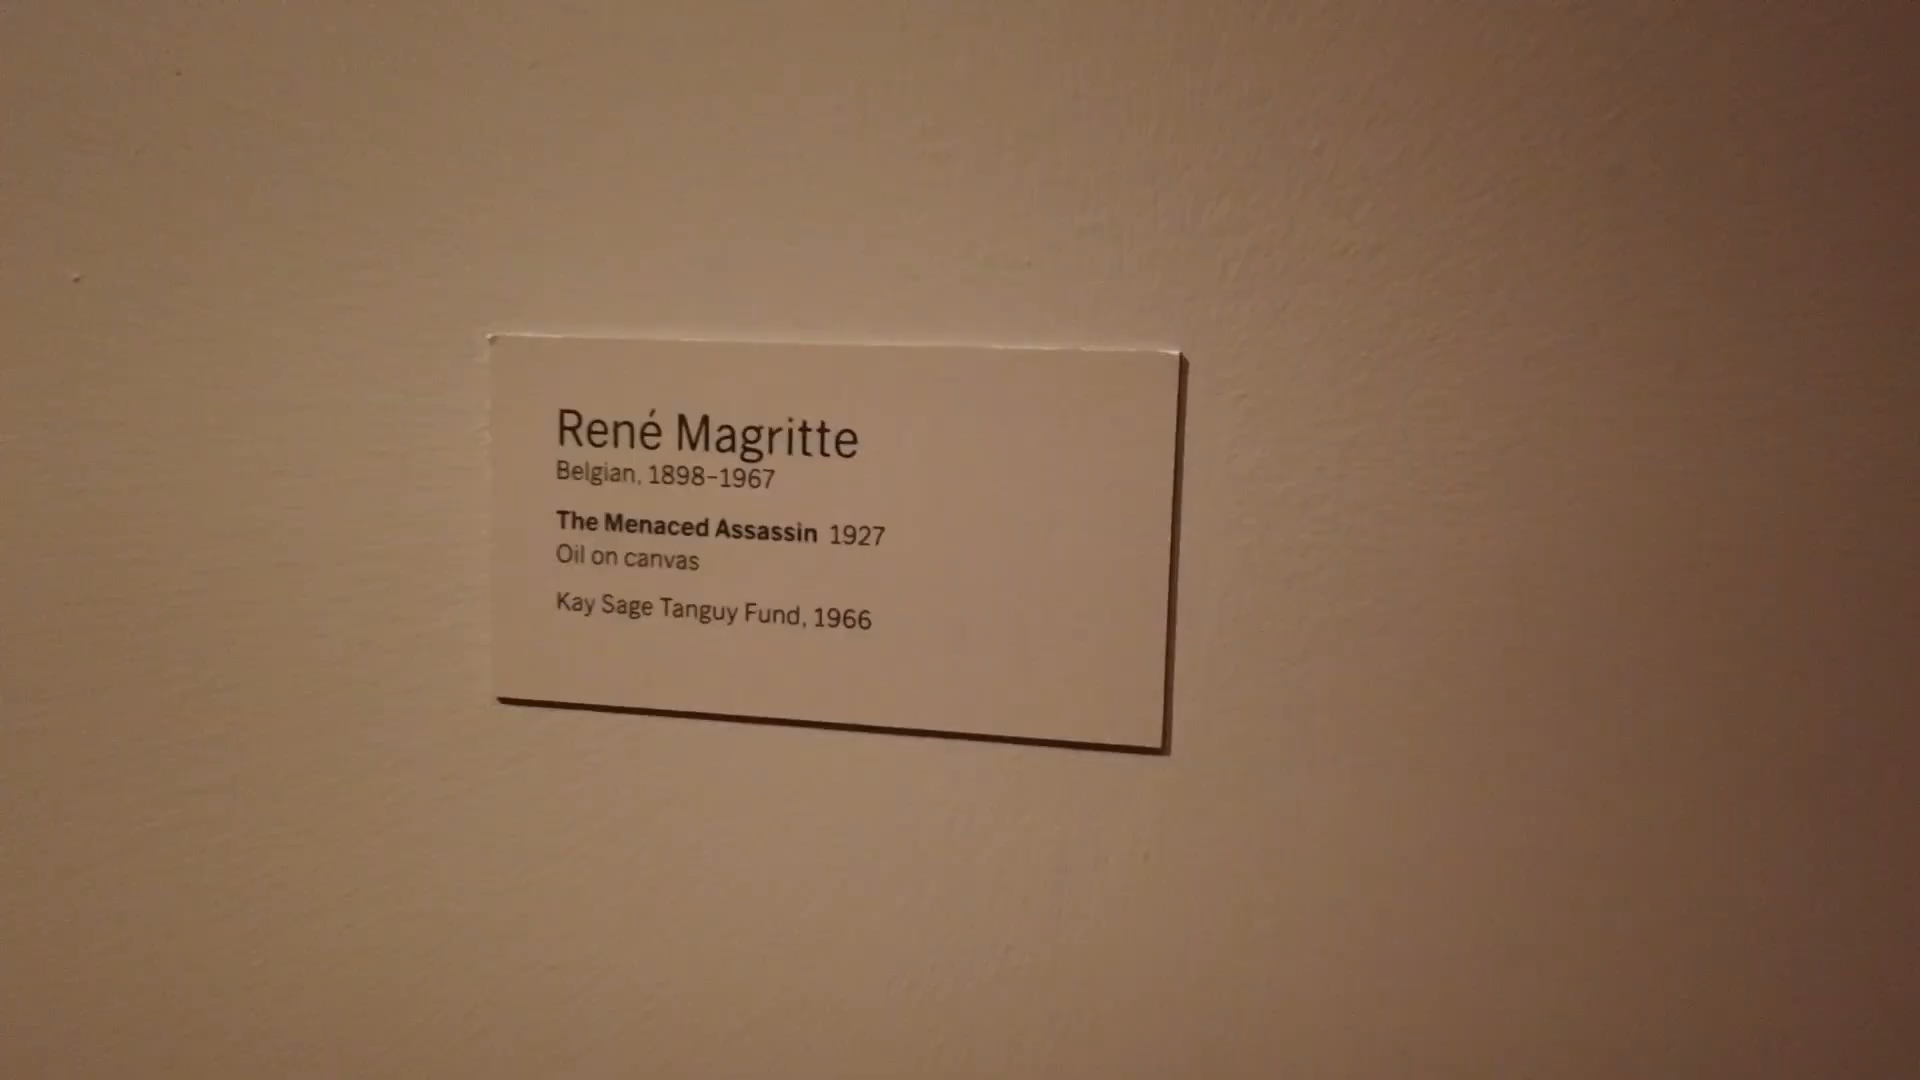 René Magritte
Belgian, 1898–1967
The Menaced Assassin 1927
Oil on canvas
Kay Sage Tanguy Fund, 1966